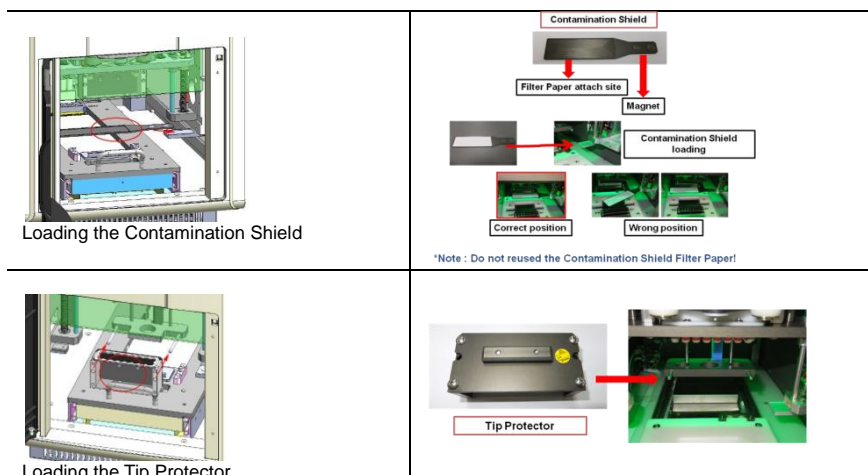 Contamination Shield
Filter Paper attach site
Magnet
Contamination Shield
loading
Correct position
Wrong position
Loading the Contamination Shield
*Note : Do not reused the Contamination Shield Filter Paper!
Tip Protector
Loading the Tip Protector